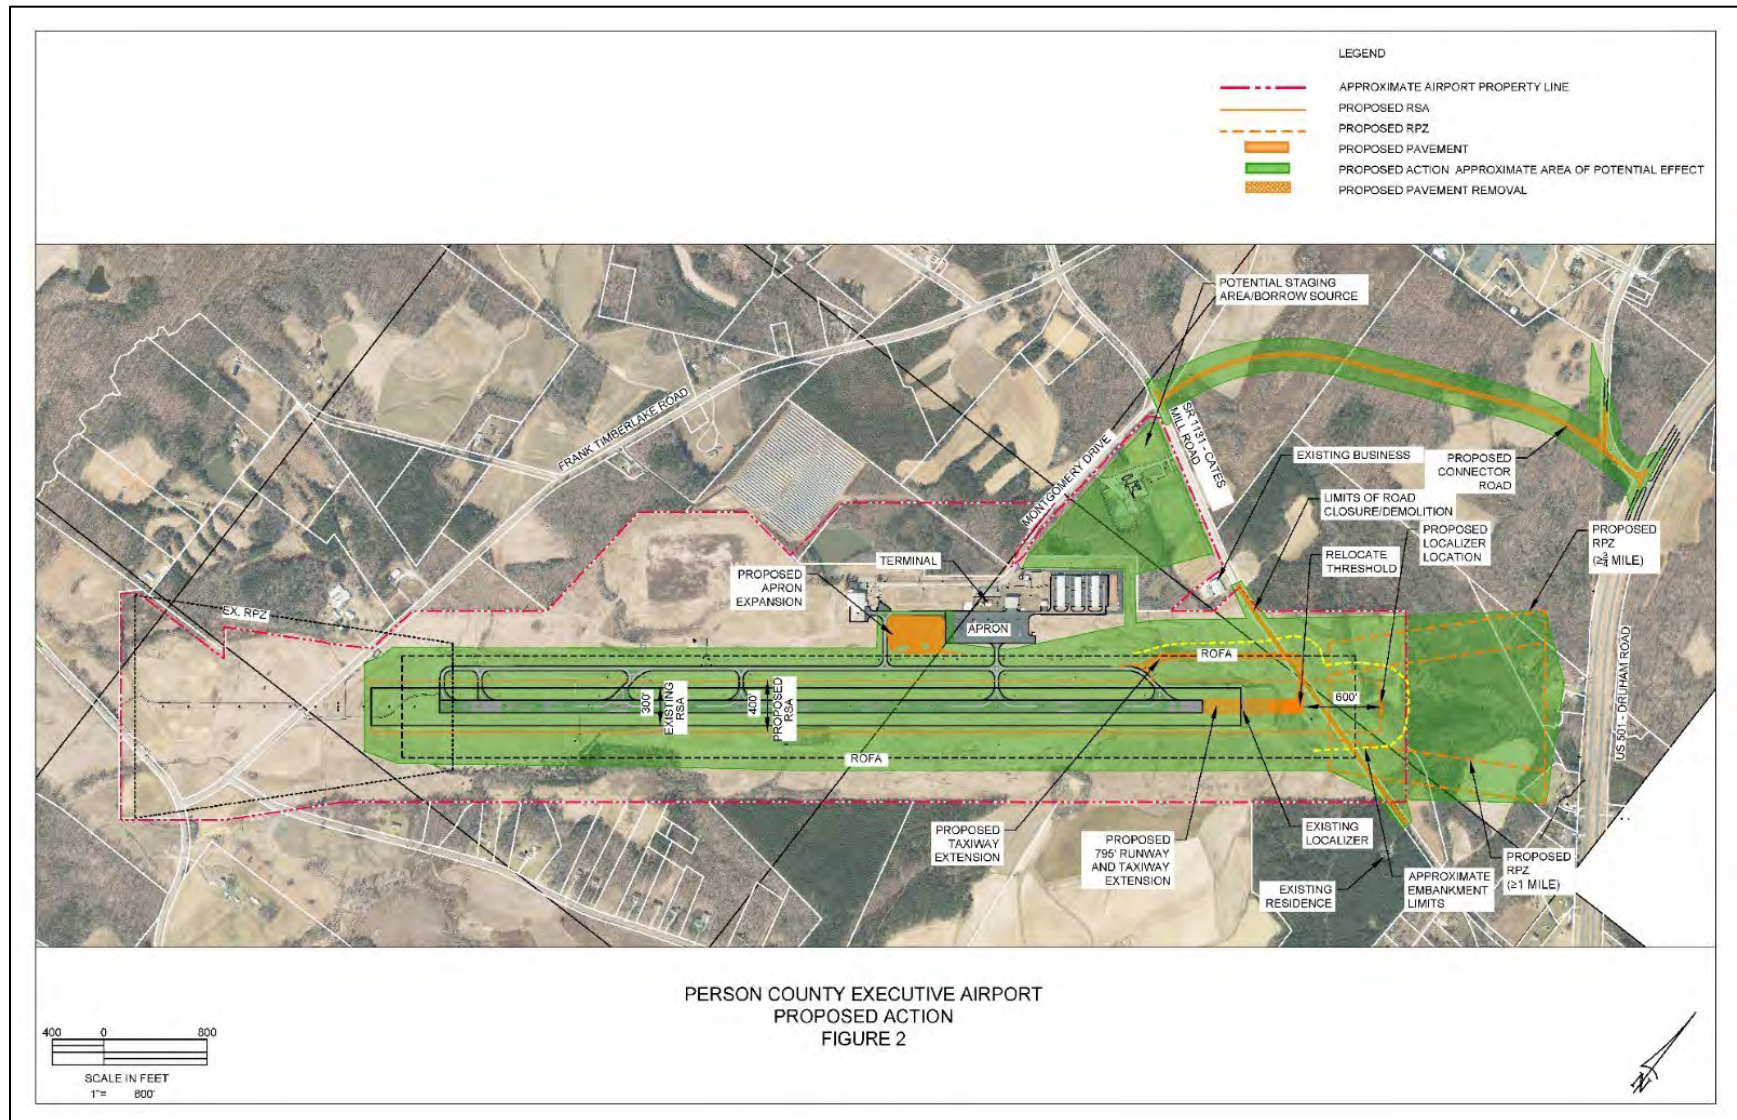 LEGEND
APPROXIMATE AIRPORT PROPERTY LINE
PROPOSED RSA
PROPOSED RPZ
PROPOSED PAVEMENT
PROPOSED ACTION APPROXIMATE AREA OF POTENTIAL EFFECT
PROPOSED PAVEMENT REMOVAL
POTENTIAL STAGING
AREA/BORROW SOURCE
FRANK TIMBERLAKE ROAD
MONTGOMERY DRIVE
SR 1131 - CATES
MILL ROAD
EXISTING BUSINESS
PROPOSED
CONNECTOR
ROAD
LIMITS OF ROAD
CLOSURE/DEMOLITION
PROPOSED
LOCALIZER
LOCATION
PROPOSED
RPZ
(≥¾ MILE)
RELOCATE
THRESHOLD
TERMINAL
PROPOSED
APRON
EXPANSION
EX. RPZ
APRON
ROFA
300'
EXISTING
RSA
400'
PROPOSED
RSA
600'
ROFA
US 501 - DRUHAM ROAD
PROPOSED
TAXIWAY
EXTENSION
PROPOSED
795' RUNWAY
AND TAXIWAY
EXTENSION
EXISTING
LOCALIZER
EXISTING
RESIDENCE
APPROXIMATE
EMBANKMENT
LIMITS
PROPOSED
RPZ
(≥1 MILE)
PERSON COUNTY EXECUTIVE AIRPORT
PROPOSED ACTION
FIGURE 2
400 0 800
SCALE IN FEET
1"= 800'
N